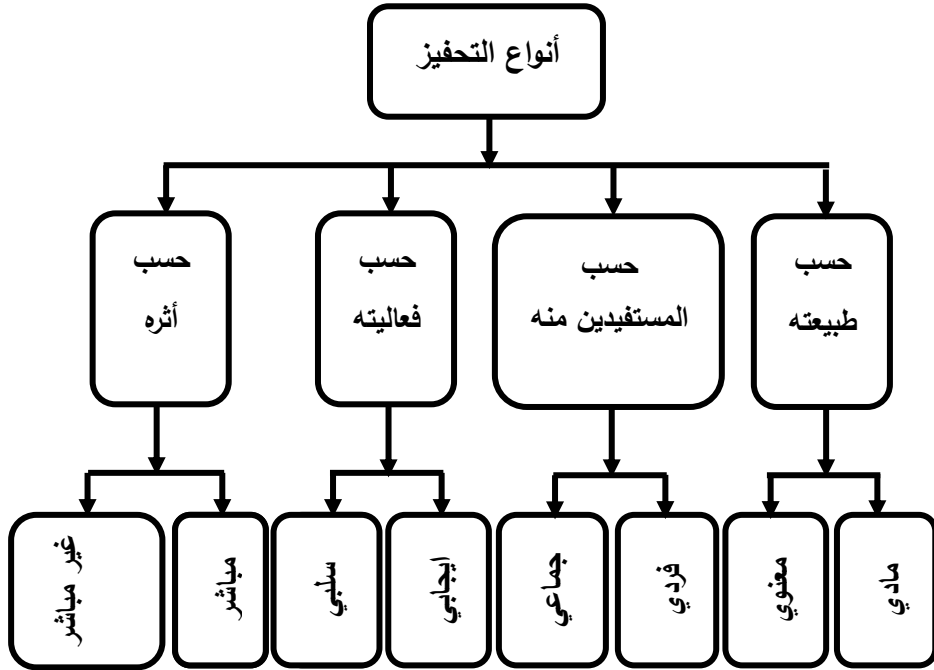 أنواع التحفيز
حسب
طبيعته
حسب
المستفيدين منه
حسب
فعاليته
حسب
أثره
مادي
معنوي
فردي
جماعي
ايجابي
سلبي
مباشر
غير مباشر